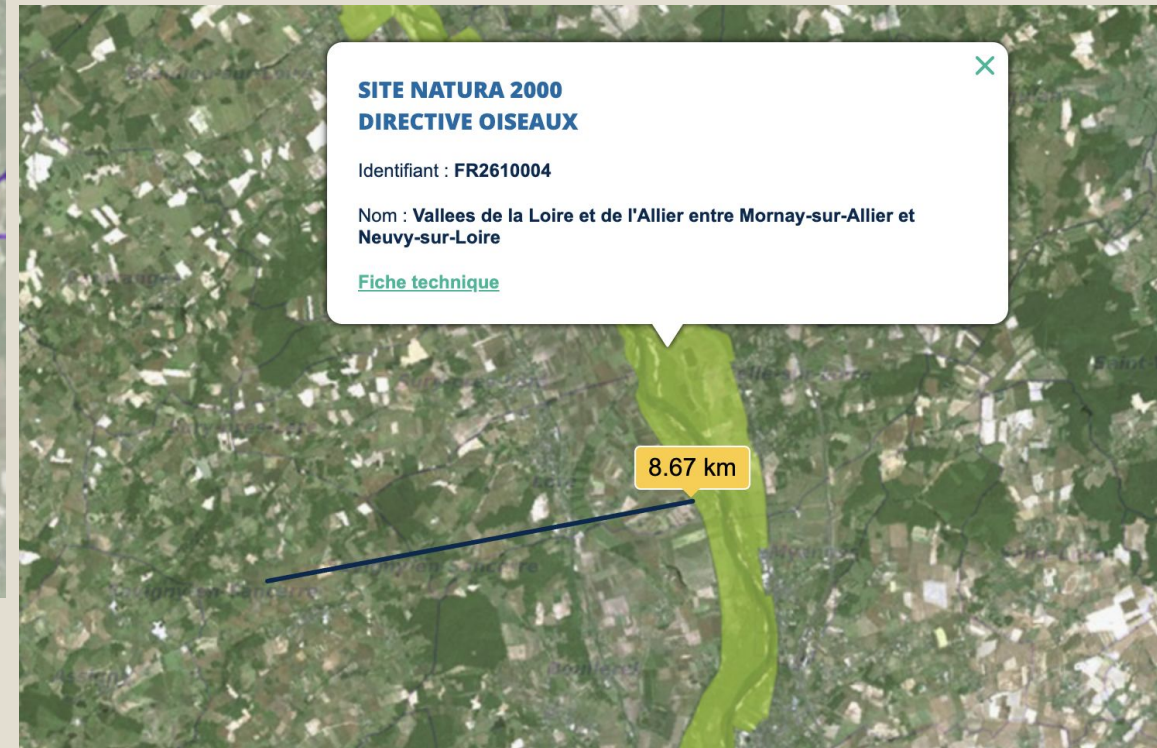 SITE NATURA 2000
DIRECTIVE OISEAUX
Identifiant : FR2610004
Nom : Vallees de la Loire et de l'Allier entre Mornay-sur-Allier et
Neuvy-sur-Loire
Fiche technique
8.67 km